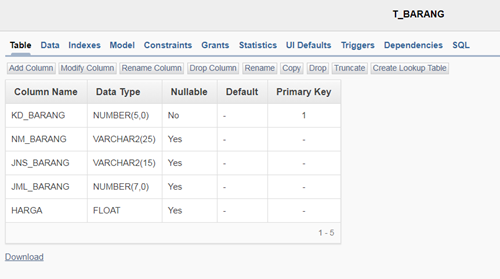 T_BARANG
Table Data Indexes Model Constraints Grants Statistics UI Defaults Triggers Dependencies SQL
Add Column Modify Column Rename Column Drop Column Rename Copy Drop Truncate Create Lookup Table
Column Name Data Type Nullable Default Primary Key
KD_BARANG NUMBER(5,0) No - 1
NM_BARANG VARCHAR2(25) Yes - -
JNS_BARANG VARCHAR2(15) Yes - -
JML_BARANG NUMBER(7,0) Yes - -
HARGA FLOAT Yes - -
1 - 5
Download